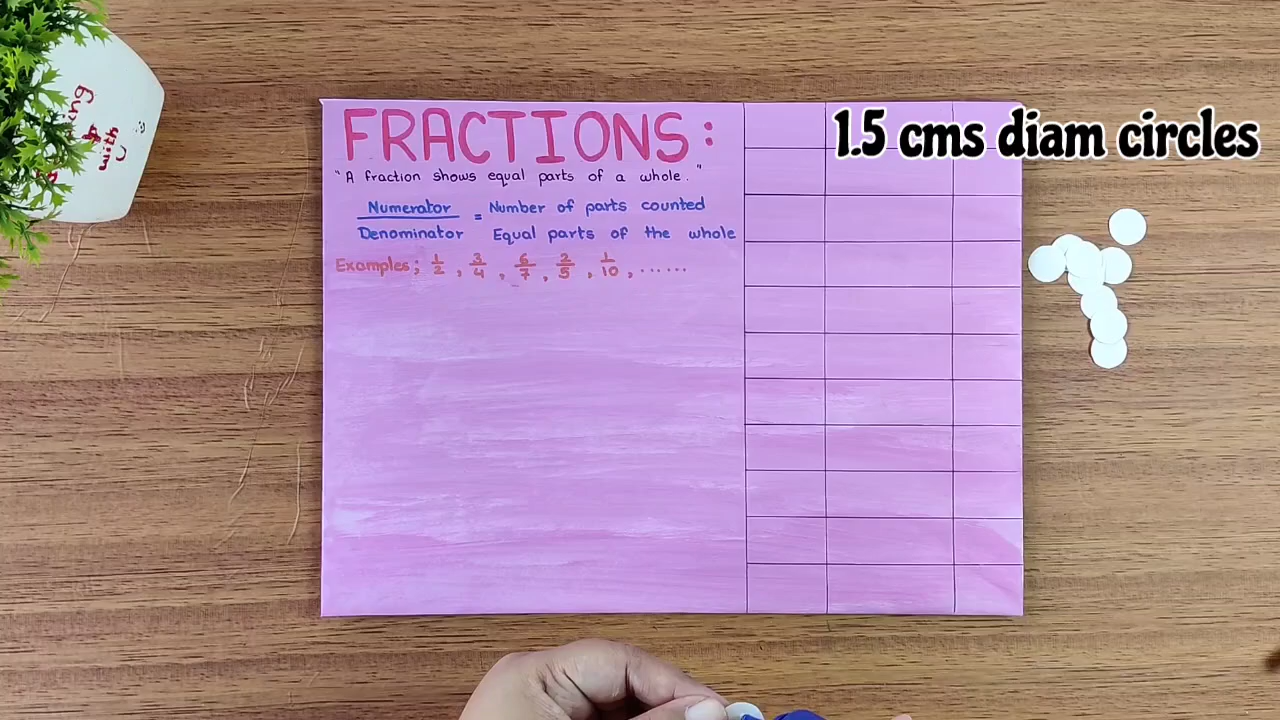 1.5 cms diam circles
FRACTIONS:
"A fraction shows equal parts of a whole."
Numerator = Number of parts counted
Denominator Equal parts of the whole
Examples; 1/2, 3/4, 6/7, 2/5, 1/10, ......
with